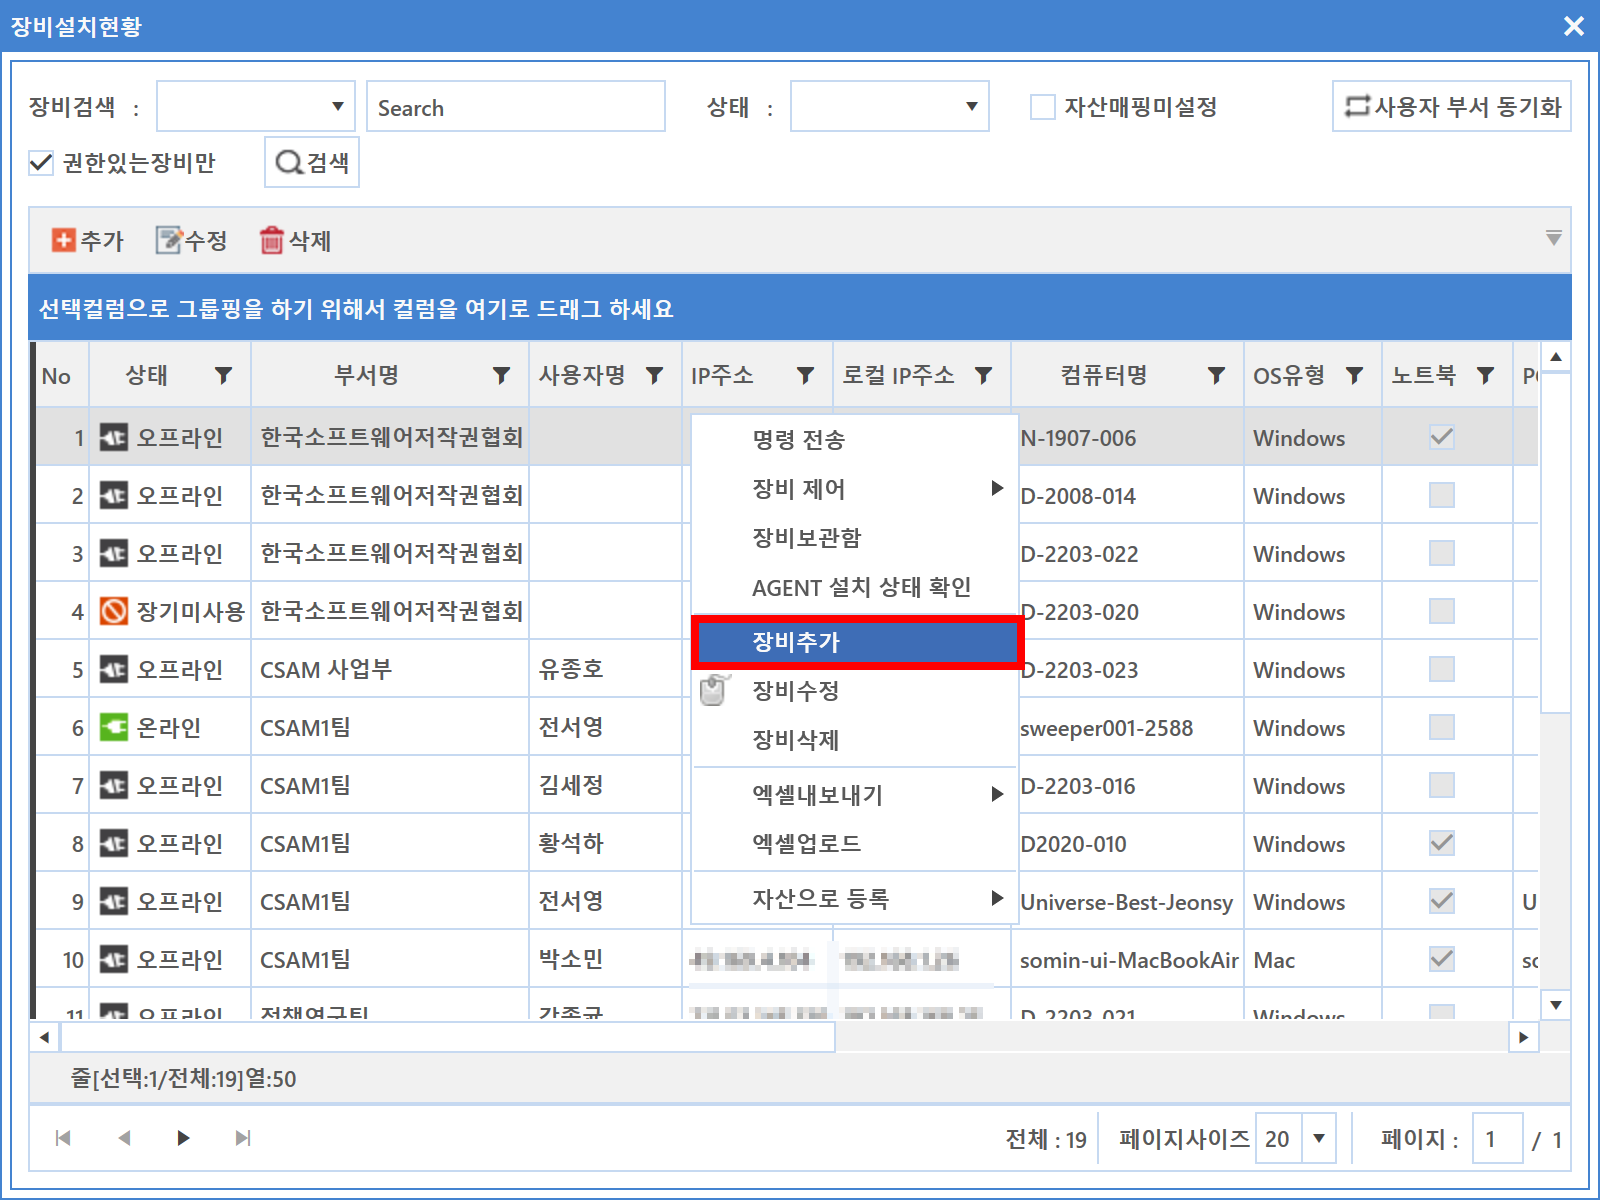 장비설치현황
장비검색 : Search 상태 : 자산매핑미설정 사용자 부서 동기화
권한있는장비만 검색
추가 수정 삭제
선택컬럼으로 그룹핑을 하기 위해서 컬럼을 여기로 드래그 하세요
No 상태 부서명 사용자명 IP주소 로컬 IP주소 컴퓨터명 OS유형 노트북
1 오프라인 한국소프트웨어저작권협회 N-1907-006 Windows
2 오프라인 한국소프트웨어저작권협회 D-2008-014 Windows
3 오프라인 한국소프트웨어저작권협회 D-2203-022 Windows
4 장기미사용 한국소프트웨어저작권협회 D-2203-020 Windows
5 오프라인 CSAM 사업부 유종호 D-2203-023 Windows
6 온라인 CSAM1팀 전서영 sweeper001-2588 Windows
7 오프라인 CSAM1팀 김세정 D-2203-016 Windows
8 오프라인 CSAM1팀 황석하 D2020-010 Windows
9 오프라인 CSAM1팀 전서영 Universe-Best-Jeonsy Windows U
10 오프라인 CSAM1팀 박소민 somin-ui-MacBookAir Mac
11 오프라인 정책연구팀 D-2203-021 Windows
명령 전송
장비 제어
장비보관함
AGENT 설치 상태 확인
장비추가
장비수정
장비삭제
엑셀내보내기
엑셀업로드
자산으로 등록
줄[선택:1/전체:19]열:50
전체 : 19 페이지사이즈 20 페이지 : 1 / 1